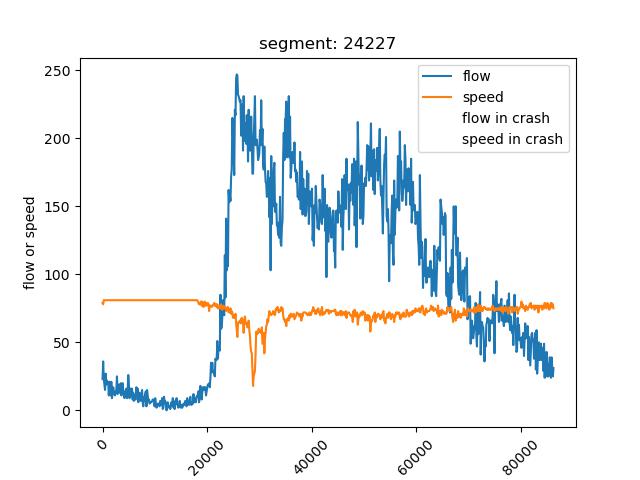 segment: 24227
flow
speed
flow in crash
speed in crash
flow or speed
250
200
150
100
50
0
0
20000
40000
60000
80000